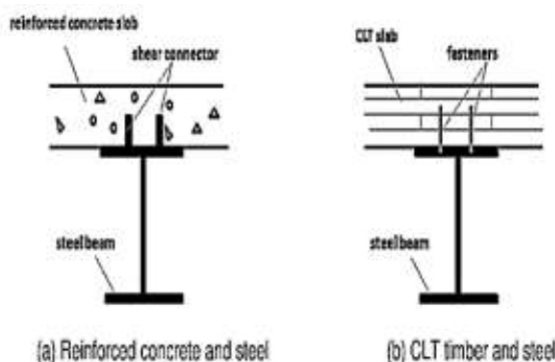 reinforced concrete slab
shear connector
steel beam
(a) Reinforced concrete and steel
CLT slab
fasteners
steel beam
(b) CLT timber and steel